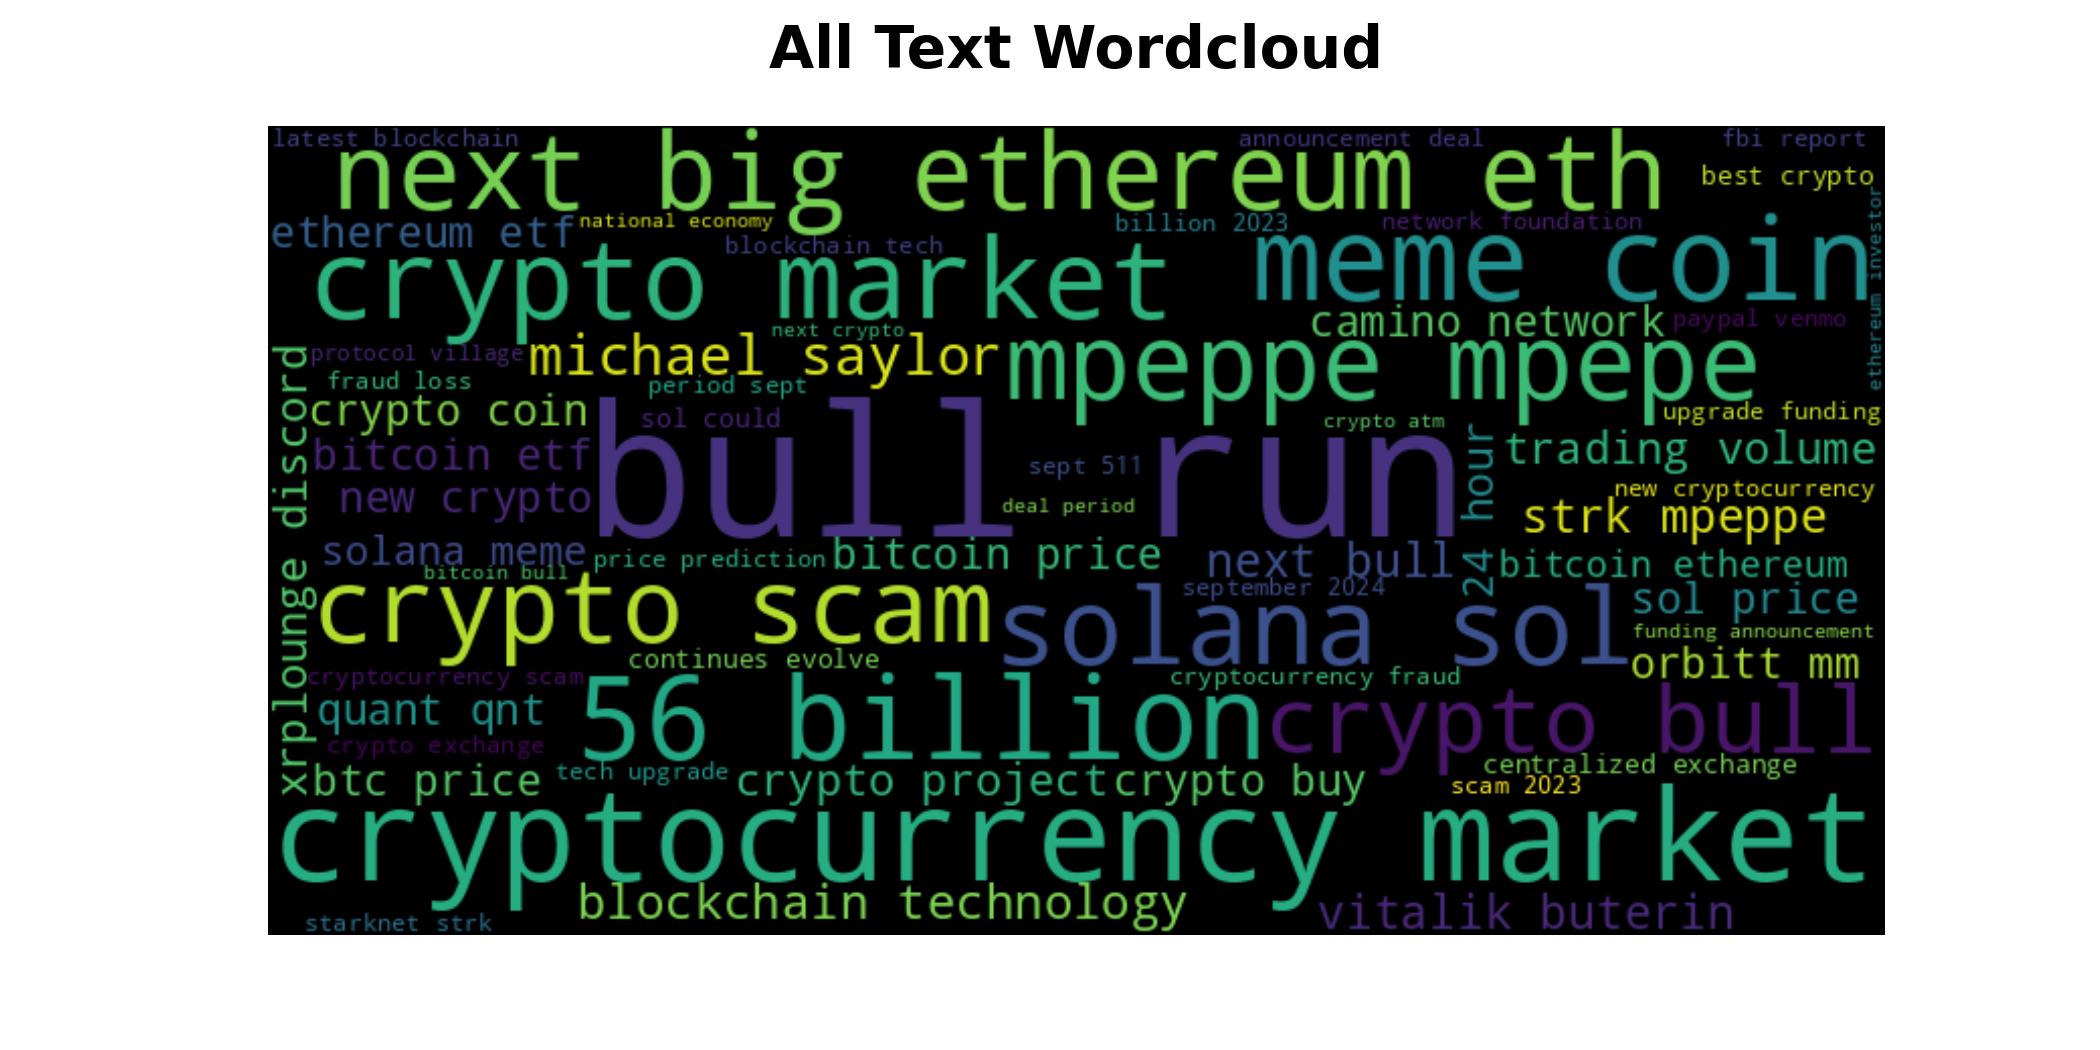 All Text Wordcloud
latest blockchain
announcement deal
fbi report
next big
ethereum eth
best crypto
ethereum etf
national economy
billion 2023
network foundation
ethereum investor
blockchain tech
crypto market
meme coin
camino network
paypal venmo
next crypto
protocol village
michael saylor
mpeppe mpepe
fraud loss
period sept
crypto coin
sol could
crypto atm
upgrade funding
xrplounge discord
bitcoin etf
bull run
sept 511
24 hour
trading volume
new crypto
deal period
new cryptocurrency
strk mpeppe
solana meme
price prediction
bitcoin price
next bull
bitcoin ethereum
bitcoin bull
september 2024
crypto scam
solana sol
sol price
funding announcement
continues evolve
orbitt mm
cryptocurrency scam
cryptocurrency fraud
quant qnt
56 billion
crypto bull
crypto exchange
centralized exchange
btc price
tech upgrade
crypto project
crypto buy
scam 2023
cryptocurrency market
blockchain technology
vitalik buterin
starknet strk